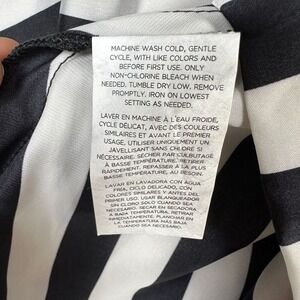 MACHINE WASH COLD, GENTLE
CYCLE, WITH LIKE COLORS AND
BEFORE FIRST USE. ONLY
NON-CHLORINE BLEACH WHEN
NEEDED. TUMBLE DRY LOW. REMOVE
PROMPTLY. IRON ON LOWEST
SETTING AS NEEDED.
LAVER EN MACHINE À L'EAU FROIDE,
CYCLE DÉLICAT, AVEC DES COULEURS
SIMILAIRES ET AVANT LE PREMIER
USAGE, UTILISER UNIQUEMENT UN
JAVELLISANT SANS CHLORE SI
NÉCESSAIRE. SÉCHER PAR CULBUTAGE
À BASSE TEMPÉRATURE. RETIRER
RAPIDEMENT. REPASSER À LA PLUS
BASSE TEMPÉRATURE, AU BESOIN.
LAVAR EN LAVADORA CON AGUA
FRÍA, CICLO DELICADO, CON
COLORES SIMILARES Y ANTES DEL
PRIMER USO. USAR BLANQUEADOR
SIN CLORO SOLO CUANDO SEA
NECESARIO. SECAR EN SECADORA
A BAJA TEMPERATURA. RETIRAR
INMEDIATAMENTE. PLANCHAR EN
LA TEMPERATURA MÁS BAJA
CUANDO SEA NECESARIO.